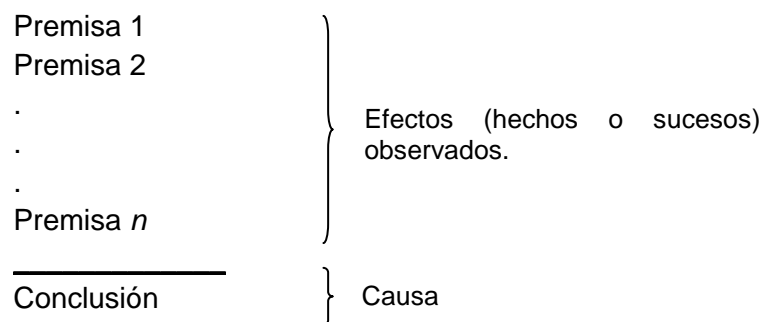 Premisa 1
Premisa 2
.
.
.
Premisa n
Efectos (hechos o sucesos)
observados.
Conclusión
Causa